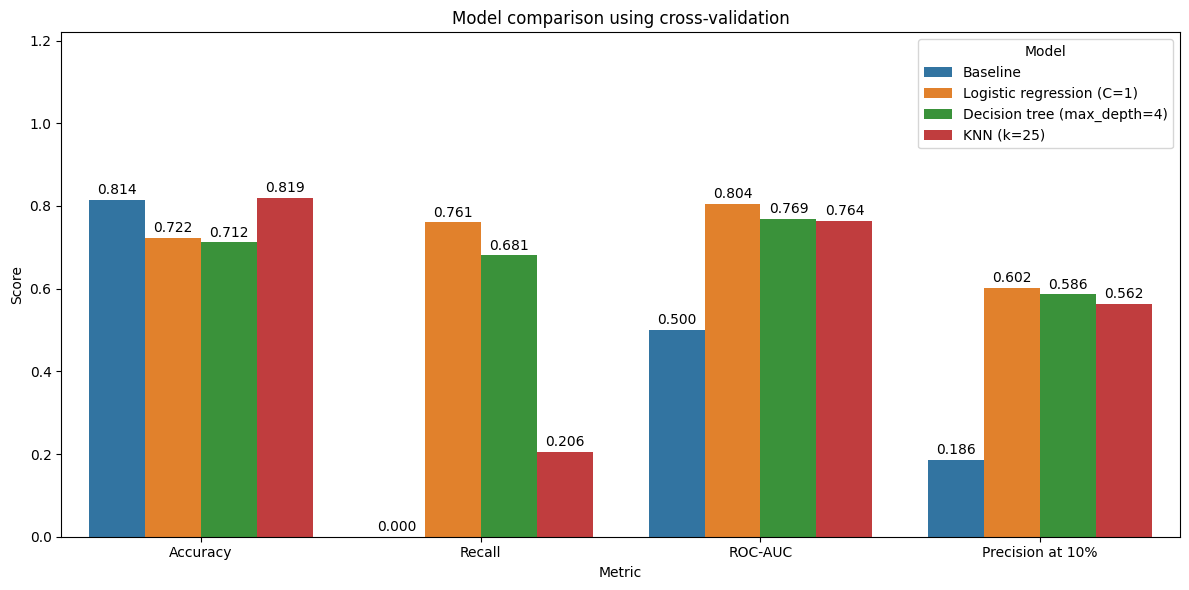 Model comparison using cross-validation
Model
Baseline
Logistic regression (C=1)
Decision tree (max_depth=4)
KNN (k=25)
Score
1.2
1.0
0.8
0.6
0.4
0.2
0.0
0.814
0.722
0.712
0.819
0.000
0.761
0.681
0.206
0.500
0.804
0.769
0.764
0.186
0.602
0.586
0.562
Accuracy
Recall
ROC-AUC
Precision at 10%
Metric